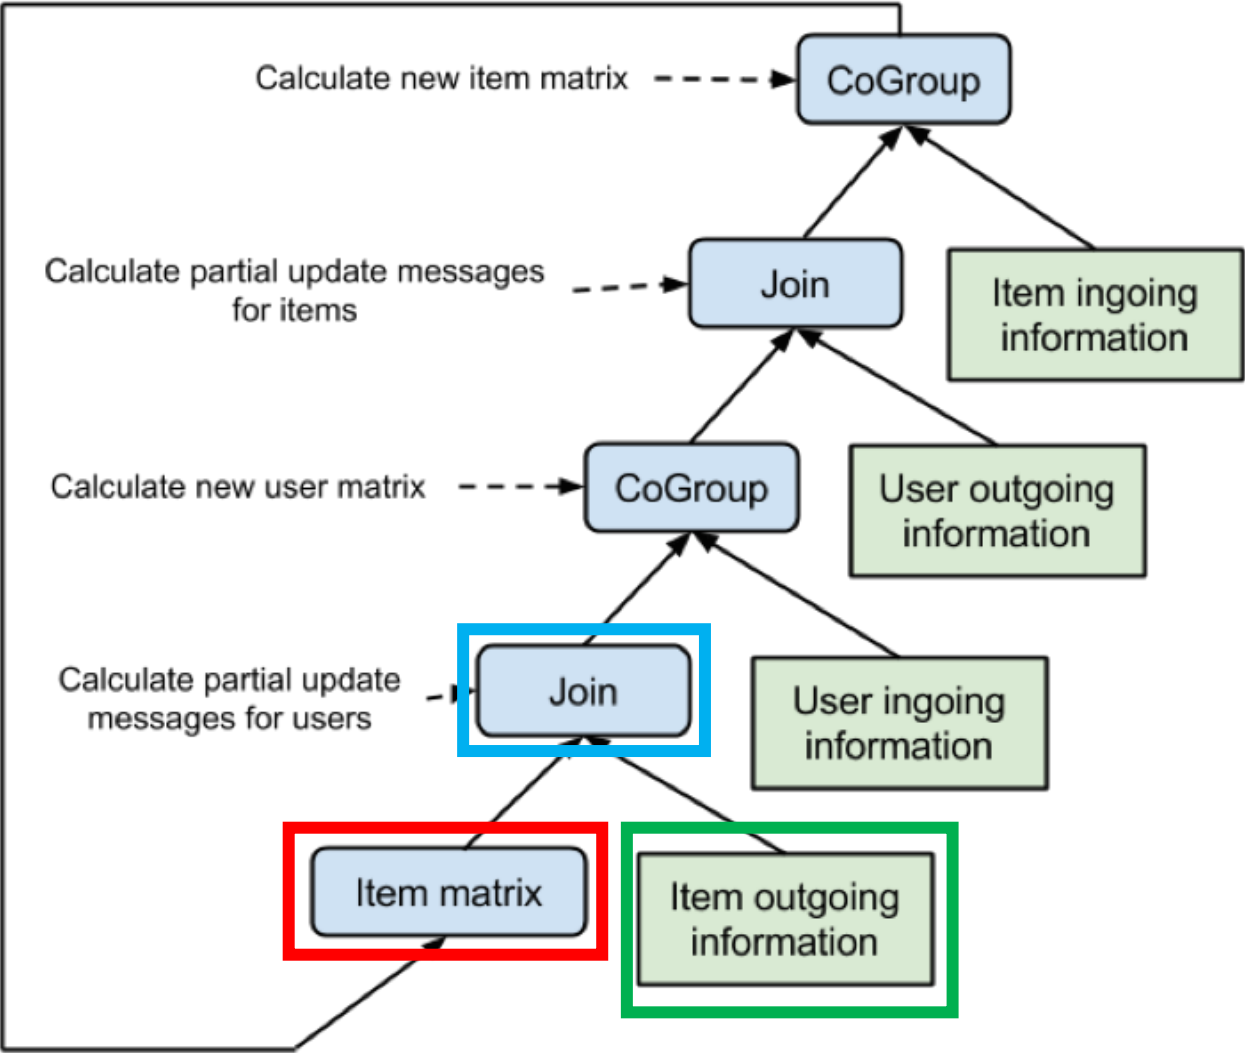 Calculate new item matrix
CoGroup
Calculate partial update messages
for items
Join
Item ingoing
information
Calculate new user matrix
CoGroup
User outgoing
information
Calculate partial update
messages for users
Join
User ingoing
information
Item matrix
Item outgoing
information